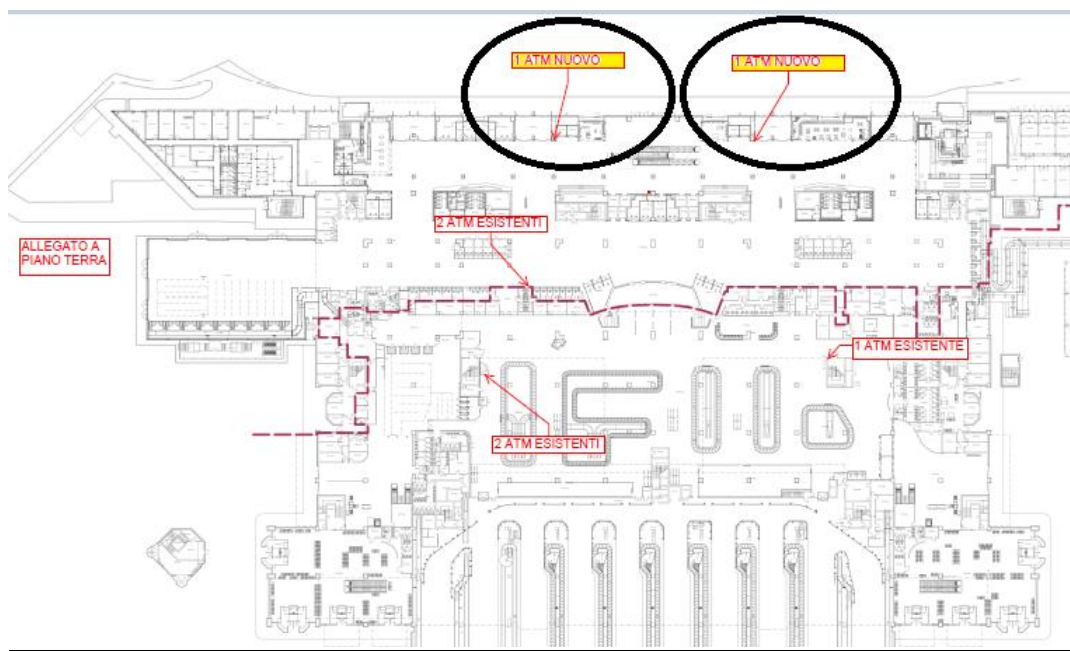 1 ATM NUOVO
1 ATM NUOVO
2 ATM ESISTENTI
ALLEGATO A
PIANO TERRA
1 ATM ESISTENTE
2 ATM ESISTENTI